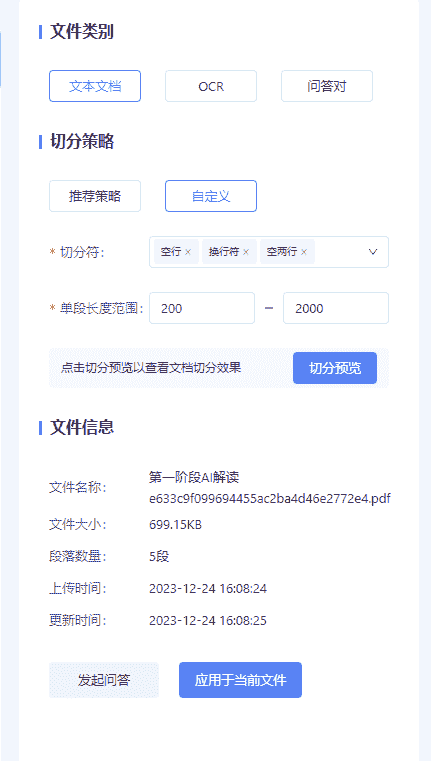 文件类别
文本文档 OCR 问答对
切分策略
推荐策略 自定义
* 切分符： 空行 × 换行符 × 空两行 ×
* 单段长度范围： 200 – 2000
点击切分预览以查看文档切分效果 切分预览
文件信息
文件名称： 第一阶段AI解读
e633c9f099694455ac2ba4d46e2772e4.pdf
文件大小： 699.15KB
段落数量： 5段
上传时间： 2023-12-24 16:08:24
更新时间： 2023-12-24 16:08:25
发起问答 应用于当前文件